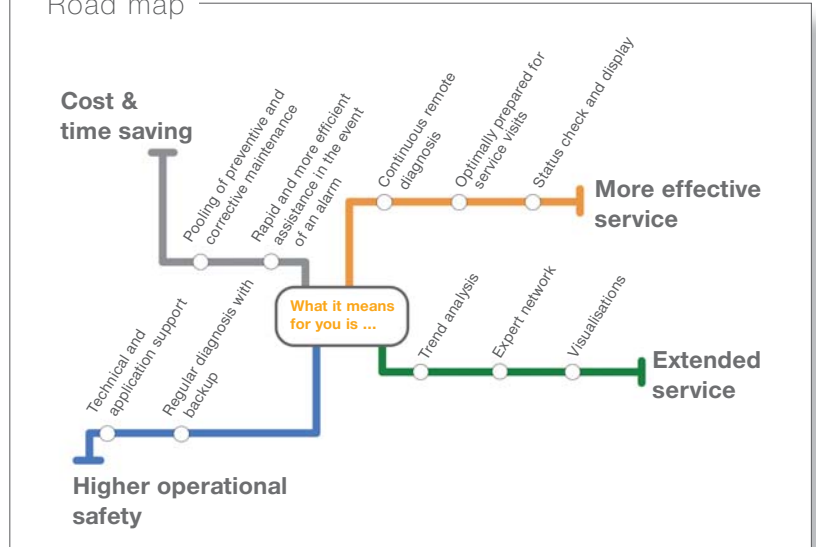 Road map
Cost &
time saving
Pooling of preventive and
corrective maintenance
Rapid and more efficient
assistance in the event
of an alarm
Continuous remote
diagnosis
Optimally prepared for
service visits
Status check and display
More effective
service
What it means
for you is ...
Technical and
application support
Regular diagnosis with
backup
Trend analysis
Expert network
Visualisations
Extended
service
Higher operational
safety